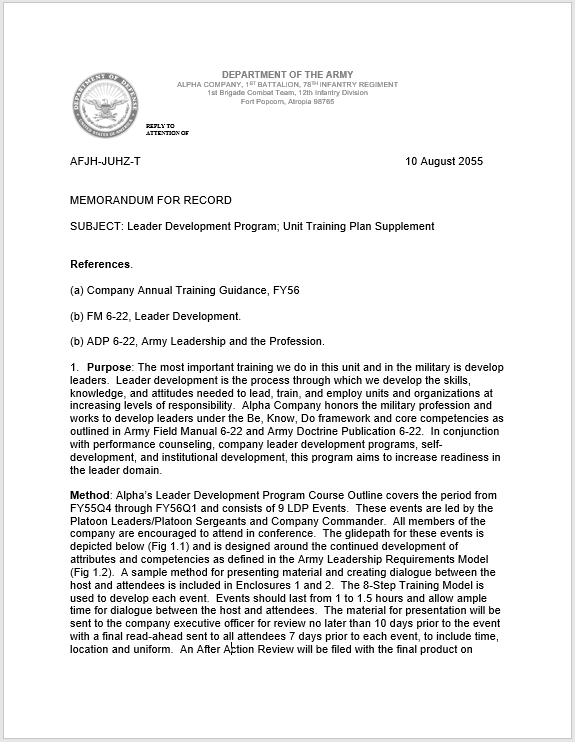 DEPARTMENT OF THE ARMY
ALPHA COMPANY, 1ST BATTALION, 78TH INFANTRY REGIMENT
1st Brigade Combat Team, 12th Infantry Division
Fort Popcorn, Atropia 98765
DEPARTMENT OF DEFENSE
UNITED STATES OF AMERICA
REPLY TO
ATTENTION OF
AFJH-JUHZ-T 10 August 2055
MEMORANDUM FOR RECORD
SUBJECT: Leader Development Program; Unit Training Plan Supplement
References.
(a) Company Annual Training Guidance, FY56
(b) FM 6-22, Leader Development.
(b) ADP 6-22, Army Leadership and the Profession.
1. Purpose: The most important training we do in this unit and in the military is develop
leaders. Leader development is the process through which we develop the skills,
knowledge, and attitudes needed to lead, train, and employ units and organizations at
increasing levels of responsibility. Alpha Company honors the military profession and
works to develop leaders under the Be, Know, Do framework and core competencies as
outlined in Army Field Manual 6-22 and Army Doctrine Publication 6-22. In conjunction
with performance counseling, company leader development programs, self-
development, and institutional development, this program aims to increase readiness in
the leader domain.
Method: Alpha's Leader Development Program Course Outline covers the period from
FY55Q4 through FY56Q1 and consists of 9 LDP Events. These events are led by the
Platoon Leaders/Platoon Sergeants and Company Commander. All members of the
company are encouraged to attend in conference. The glidepath for these events is
depicted below (Fig 1.1) and is designed around the continued development of
attributes and competencies as defined in the Army Leadership Requirements Model
(Fig 1.2). A sample method for presenting material and creating dialogue between the
host and attendees is included in Enclosures 1 and 2. The 8-Step Training Model is
used to develop each event. Events should last from 1 to 1.5 hours and allow ample
time for dialogue between the host and attendees. The material for presentation will be
sent to the company executive officer for review no later than 10 days prior to the event
with a final read-ahead sent to all attendees 7 days prior to each event, to include time,
location and uniform. An After Action Review will be filed with the final product on